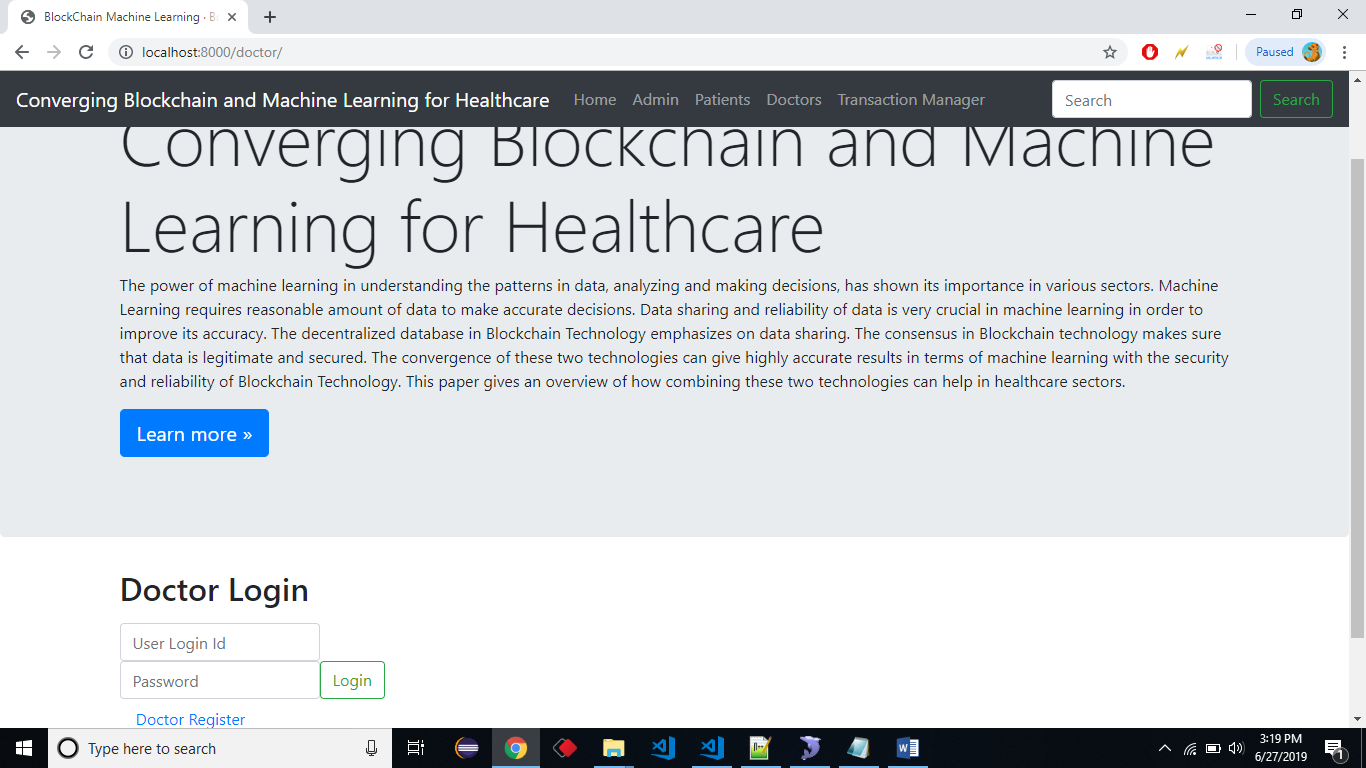 BlockChain Machine Learning · B
localhost:8000/doctor/
Paused
Converging Blockchain and Machine Learning for Healthcare Home Admin Patients Doctors Transaction Manager Search Search
Converging Blockchain and Machine
Learning for Healthcare
The power of machine learning in understanding the patterns in data, analyzing and making decisions, has shown its importance in various sectors. Machine
Learning requires reasonable amount of data to make accurate decisions. Data sharing and reliability of data is very crucial in machine learning in order to
improve its accuracy. The decentralized database in Blockchain Technology emphasizes on data sharing. The consensus in Blockchain technology makes sure
that data is legitimate and secured. The convergence of these two technologies can give highly accurate results in terms of machine learning with the security
and reliability of Blockchain Technology. This paper gives an overview of how combining these two technologies can help in healthcare sectors.
Learn more »
Doctor Login
User Login Id
Password Login
Doctor Register
Type here to search
3:19 PM
6/27/2019
1